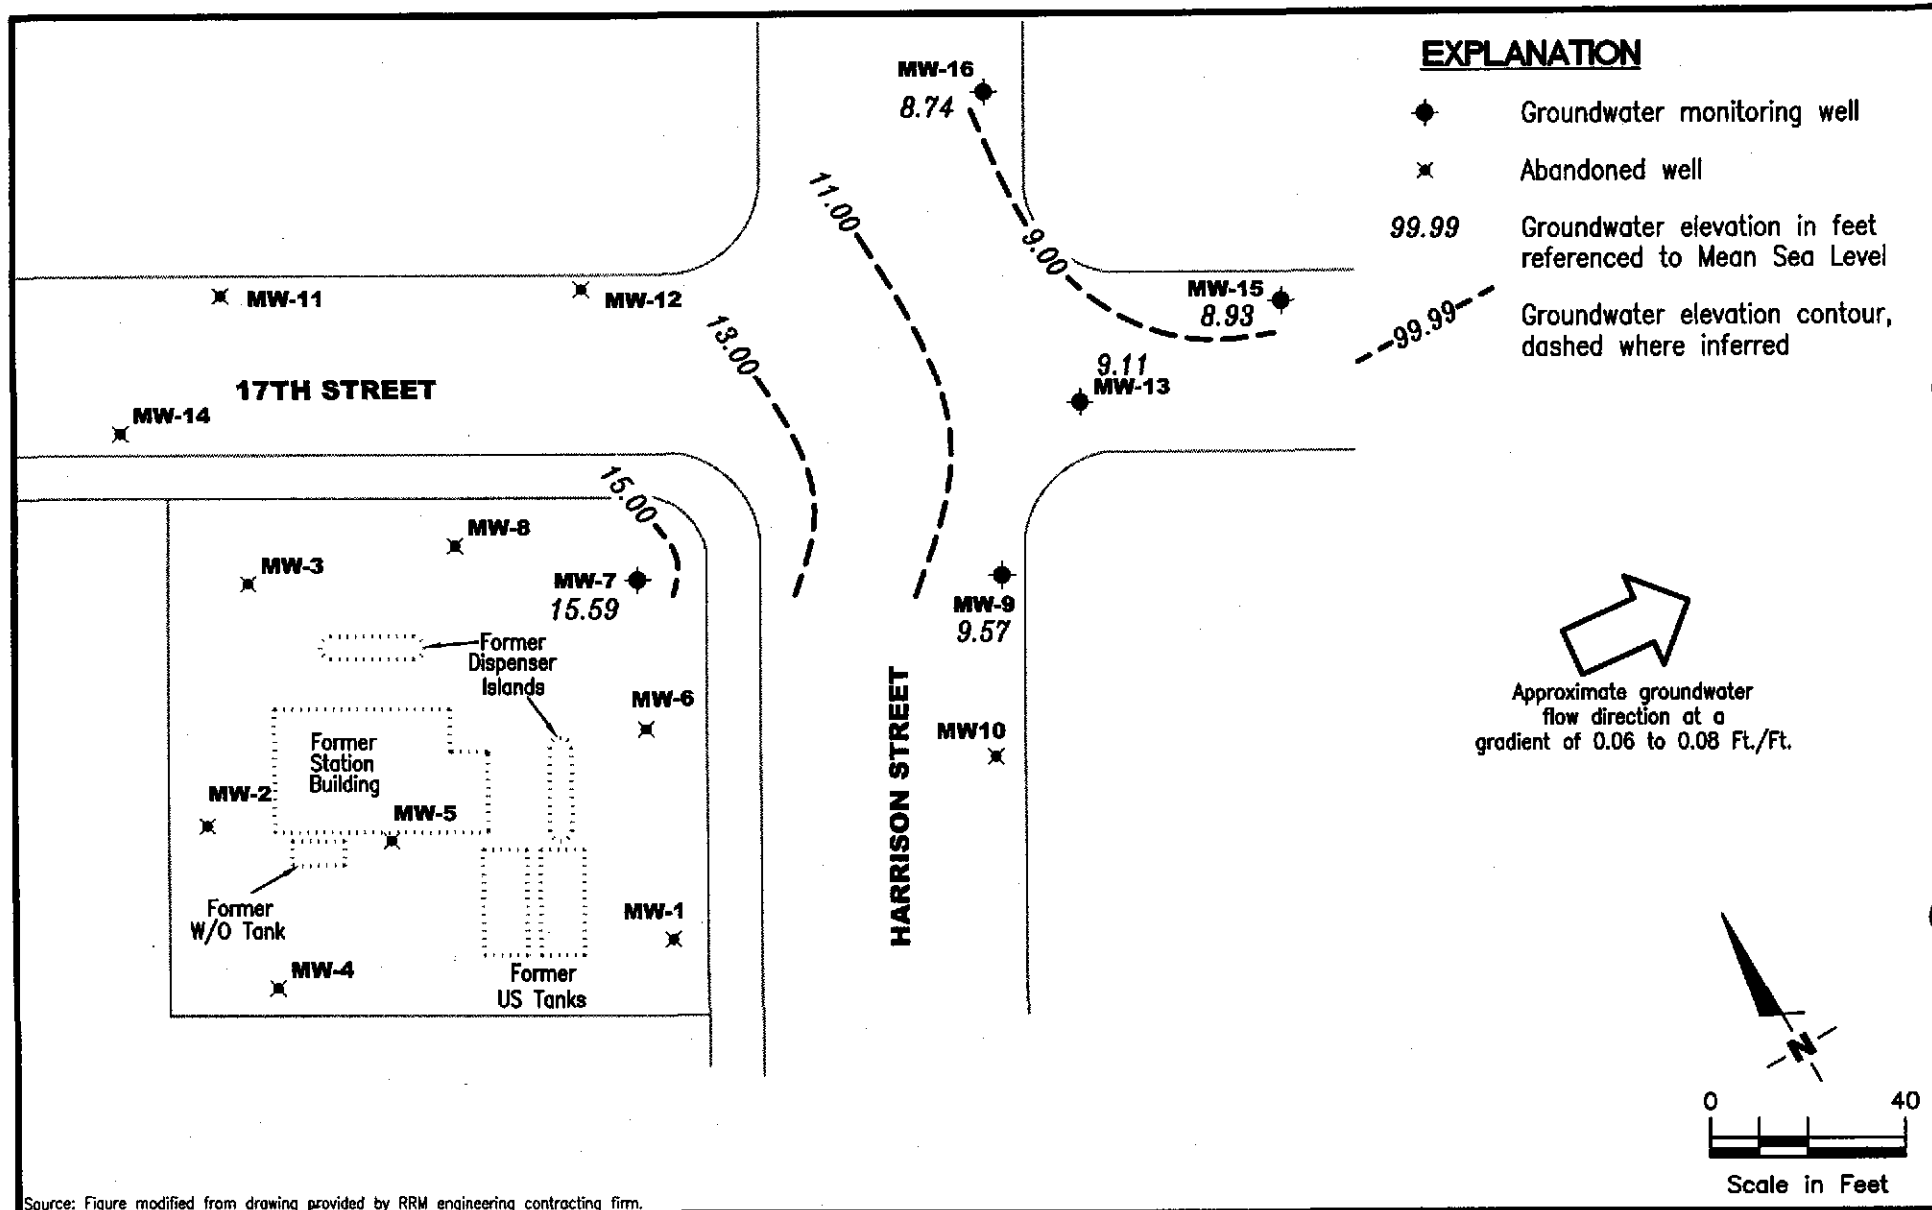 EXPLANATION
Groundwater monitoring well
Abandoned well
99.99
Groundwater elevation in feet
referenced to Mean Sea Level
99.99
Groundwater elevation contour,
dashed where inferred
MW-16
8.74
11.00
9.00
MW-15
8.93
MW-11
MW-12
13.00
9.11
MW-13
17TH STREET
MW-14
15.00
MW-8
MW-3
MW-7
15.59
MW-9
9.57
Former
Dispenser
Islands
MW-6
MW10
HARRISON STREET
Former
Station
Building
MW-2
MW-5
Former
W/O Tank
MW-1
MW-4
Former
US Tanks
Approximate groundwater
flow direction at a
gradient of 0.06 to 0.08 Ft./Ft.
N
0 40
Scale in Feet
Source: Figure modified from drawing provided by RRM engineering contracting firm.